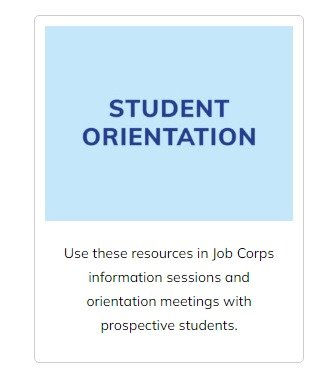 STUDENT
ORIENTATION
Use these resources in Job Corps
information sessions and
orientation meetings with
prospective students.